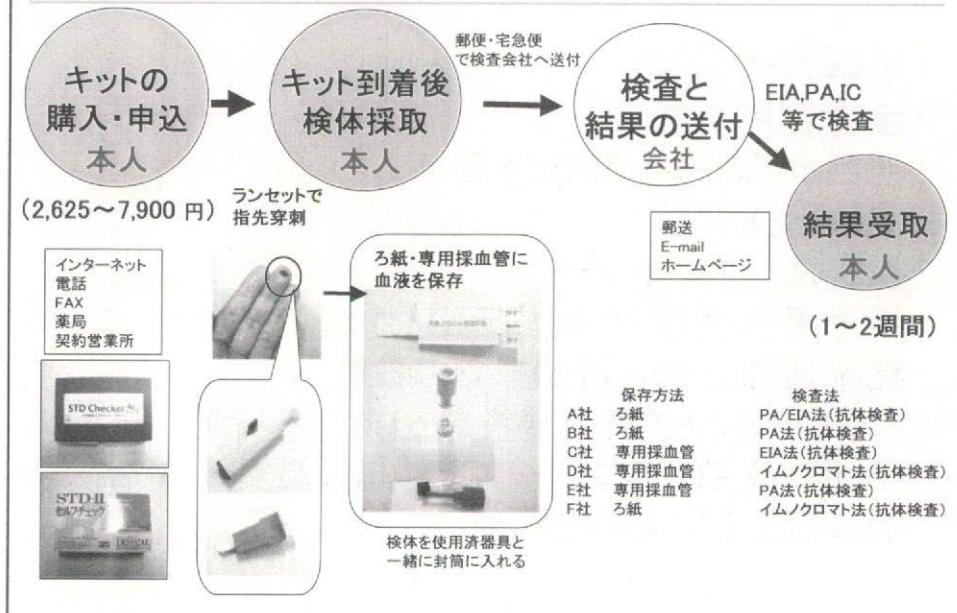 キットの
購入・申込
本人
キット到着後
検体採取
本人
郵便・宅急便
で検査会社へ送付
検査と
結果の送付
会社
EIA,PA,IC
等で検査
結果受取
本人
(2,625～7,900 円)
ランセットで
指先穿刺
郵送
E-mail
ホームページ
(1～2週間)
インターネット
電話
FAX
薬局
契約営業所
ろ紙・専用採血管に
血液を保存
STD Checker
STD-II
セルフチェック
検体を使用済器具と
一緒に封筒に入れる
保存方法 検査法
A社 ろ紙 PA/EIA法(抗体検査)
B社 ろ紙 PA法(抗体検査)
C社 専用採血管 EIA法(抗体検査)
D社 専用採血管 イムノクロマト法(抗体検査)
E社 専用採血管 PA法(抗体検査)
F社 ろ紙 イムノクロマト法(抗体検査)